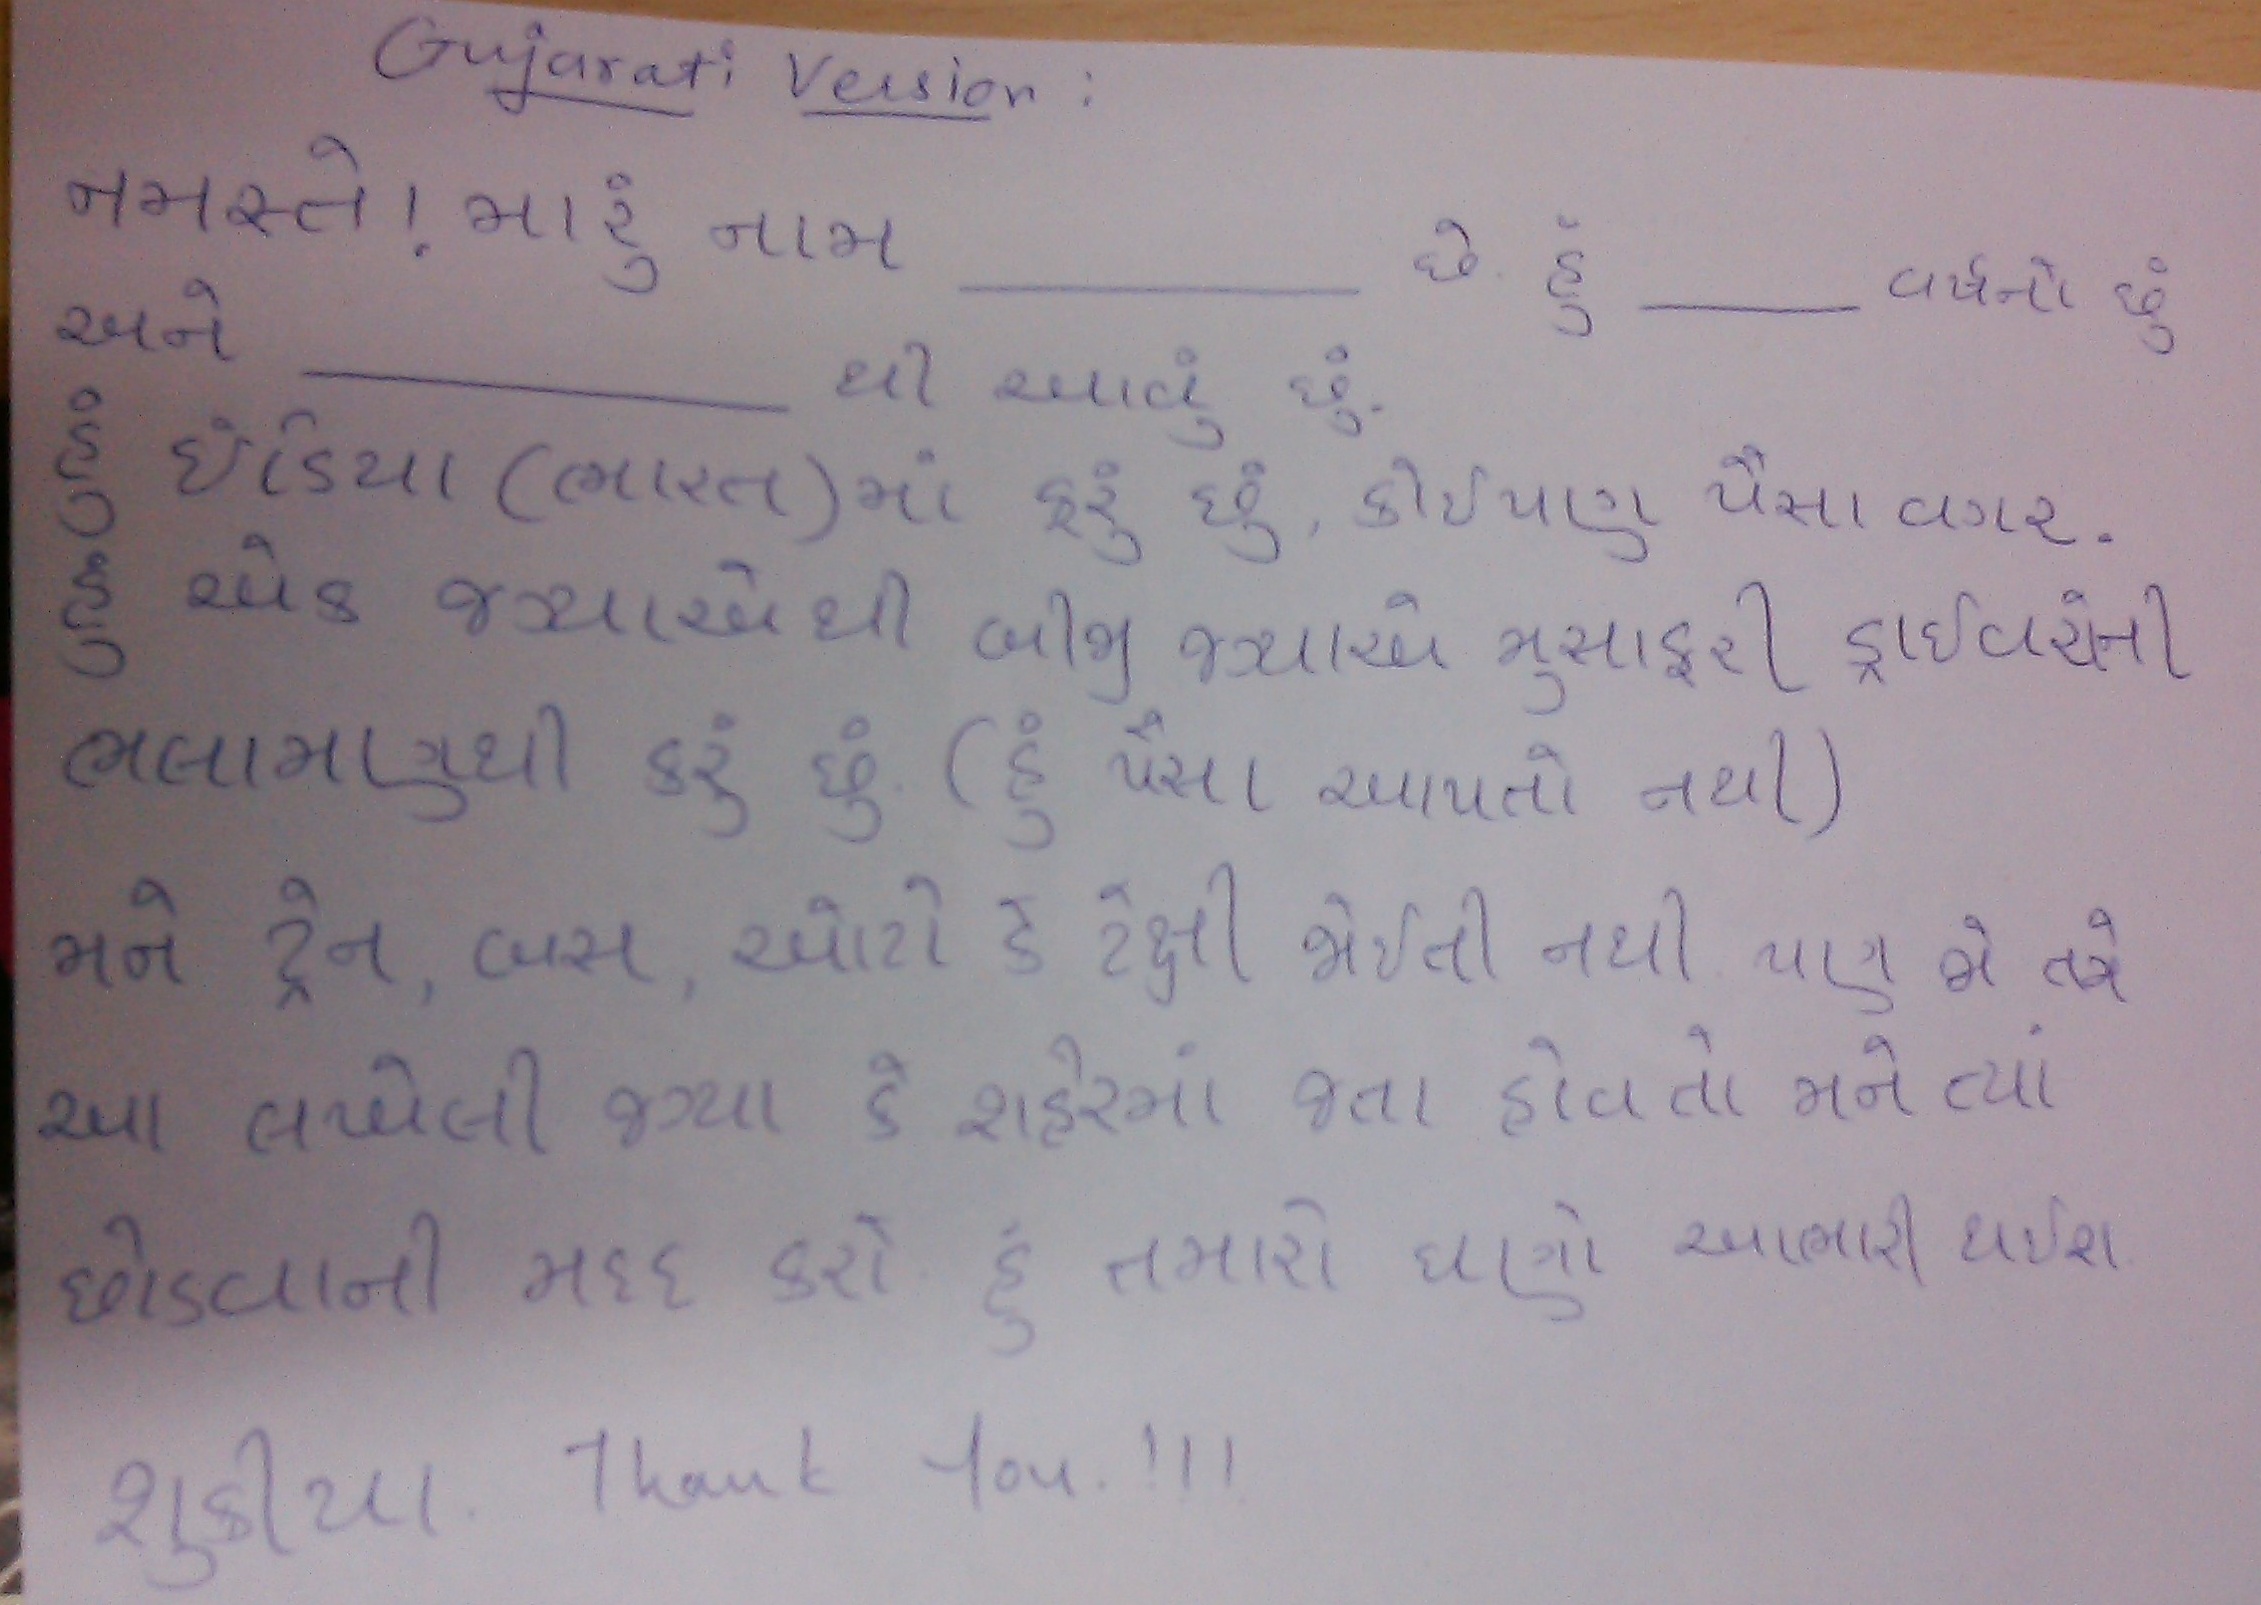 Gujarati Version :
નમસ્તે! મારું નામ ________ છે. હું _____ વર્ષનો છું
અને _________ થી આવું છું.
હું ઈંડિયા (ભારત)માં ફરું છું, કોઈપણ પૈસા વગર.
હું એક જગ્યાએથી બીજી જગ્યાએ મુસાફરી ડ્રાઈવરોની
ભલામણથી કરું છું. (હું પૈસા આપતો નથી)
મને ટ્રેન, બસ, ઓટો કે ટેક્ષી જોઈતી નથી પણ જો તમે
આ લખેલી જગ્યા કે શહેરમાં જતા હોવ તો મને ત્યાં
છોડવાની મદદ કરો. હું તમારો ઘણો આભારી થઈશ.
શુક્રીયા. Thank You.!!!